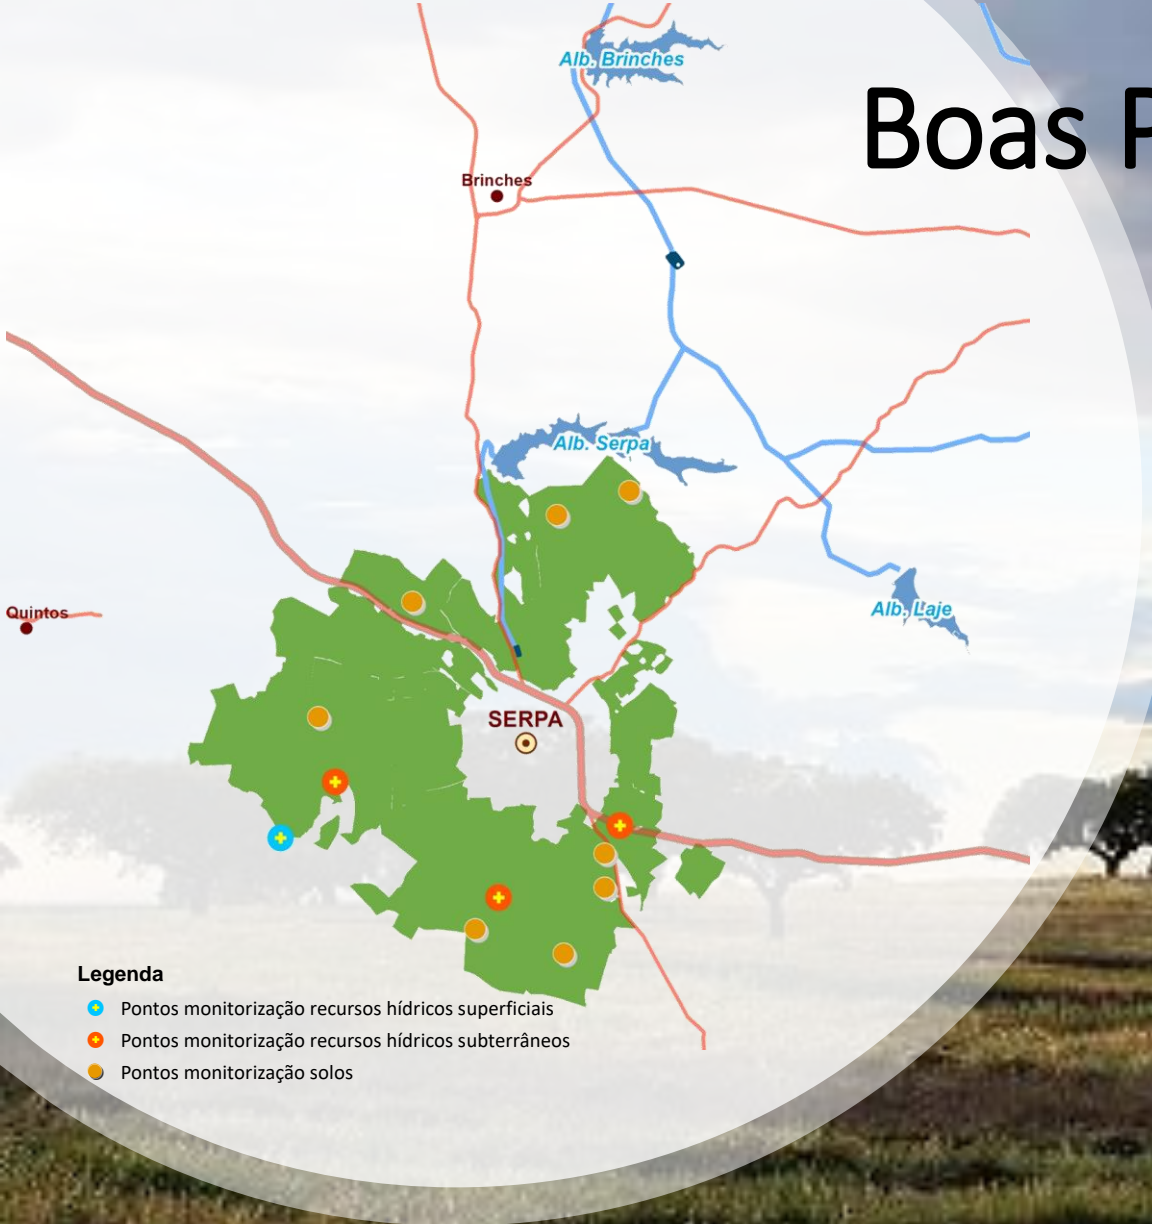 Alb. Brinches
Boas P
Brinches
Alb. Serpa
Alb. Laje
Quintos
SERPA
Legenda
Pontos monitorização recursos hídricos superficiais
Pontos monitorização recursos hídricos subterrâneos
Pontos monitorização solos